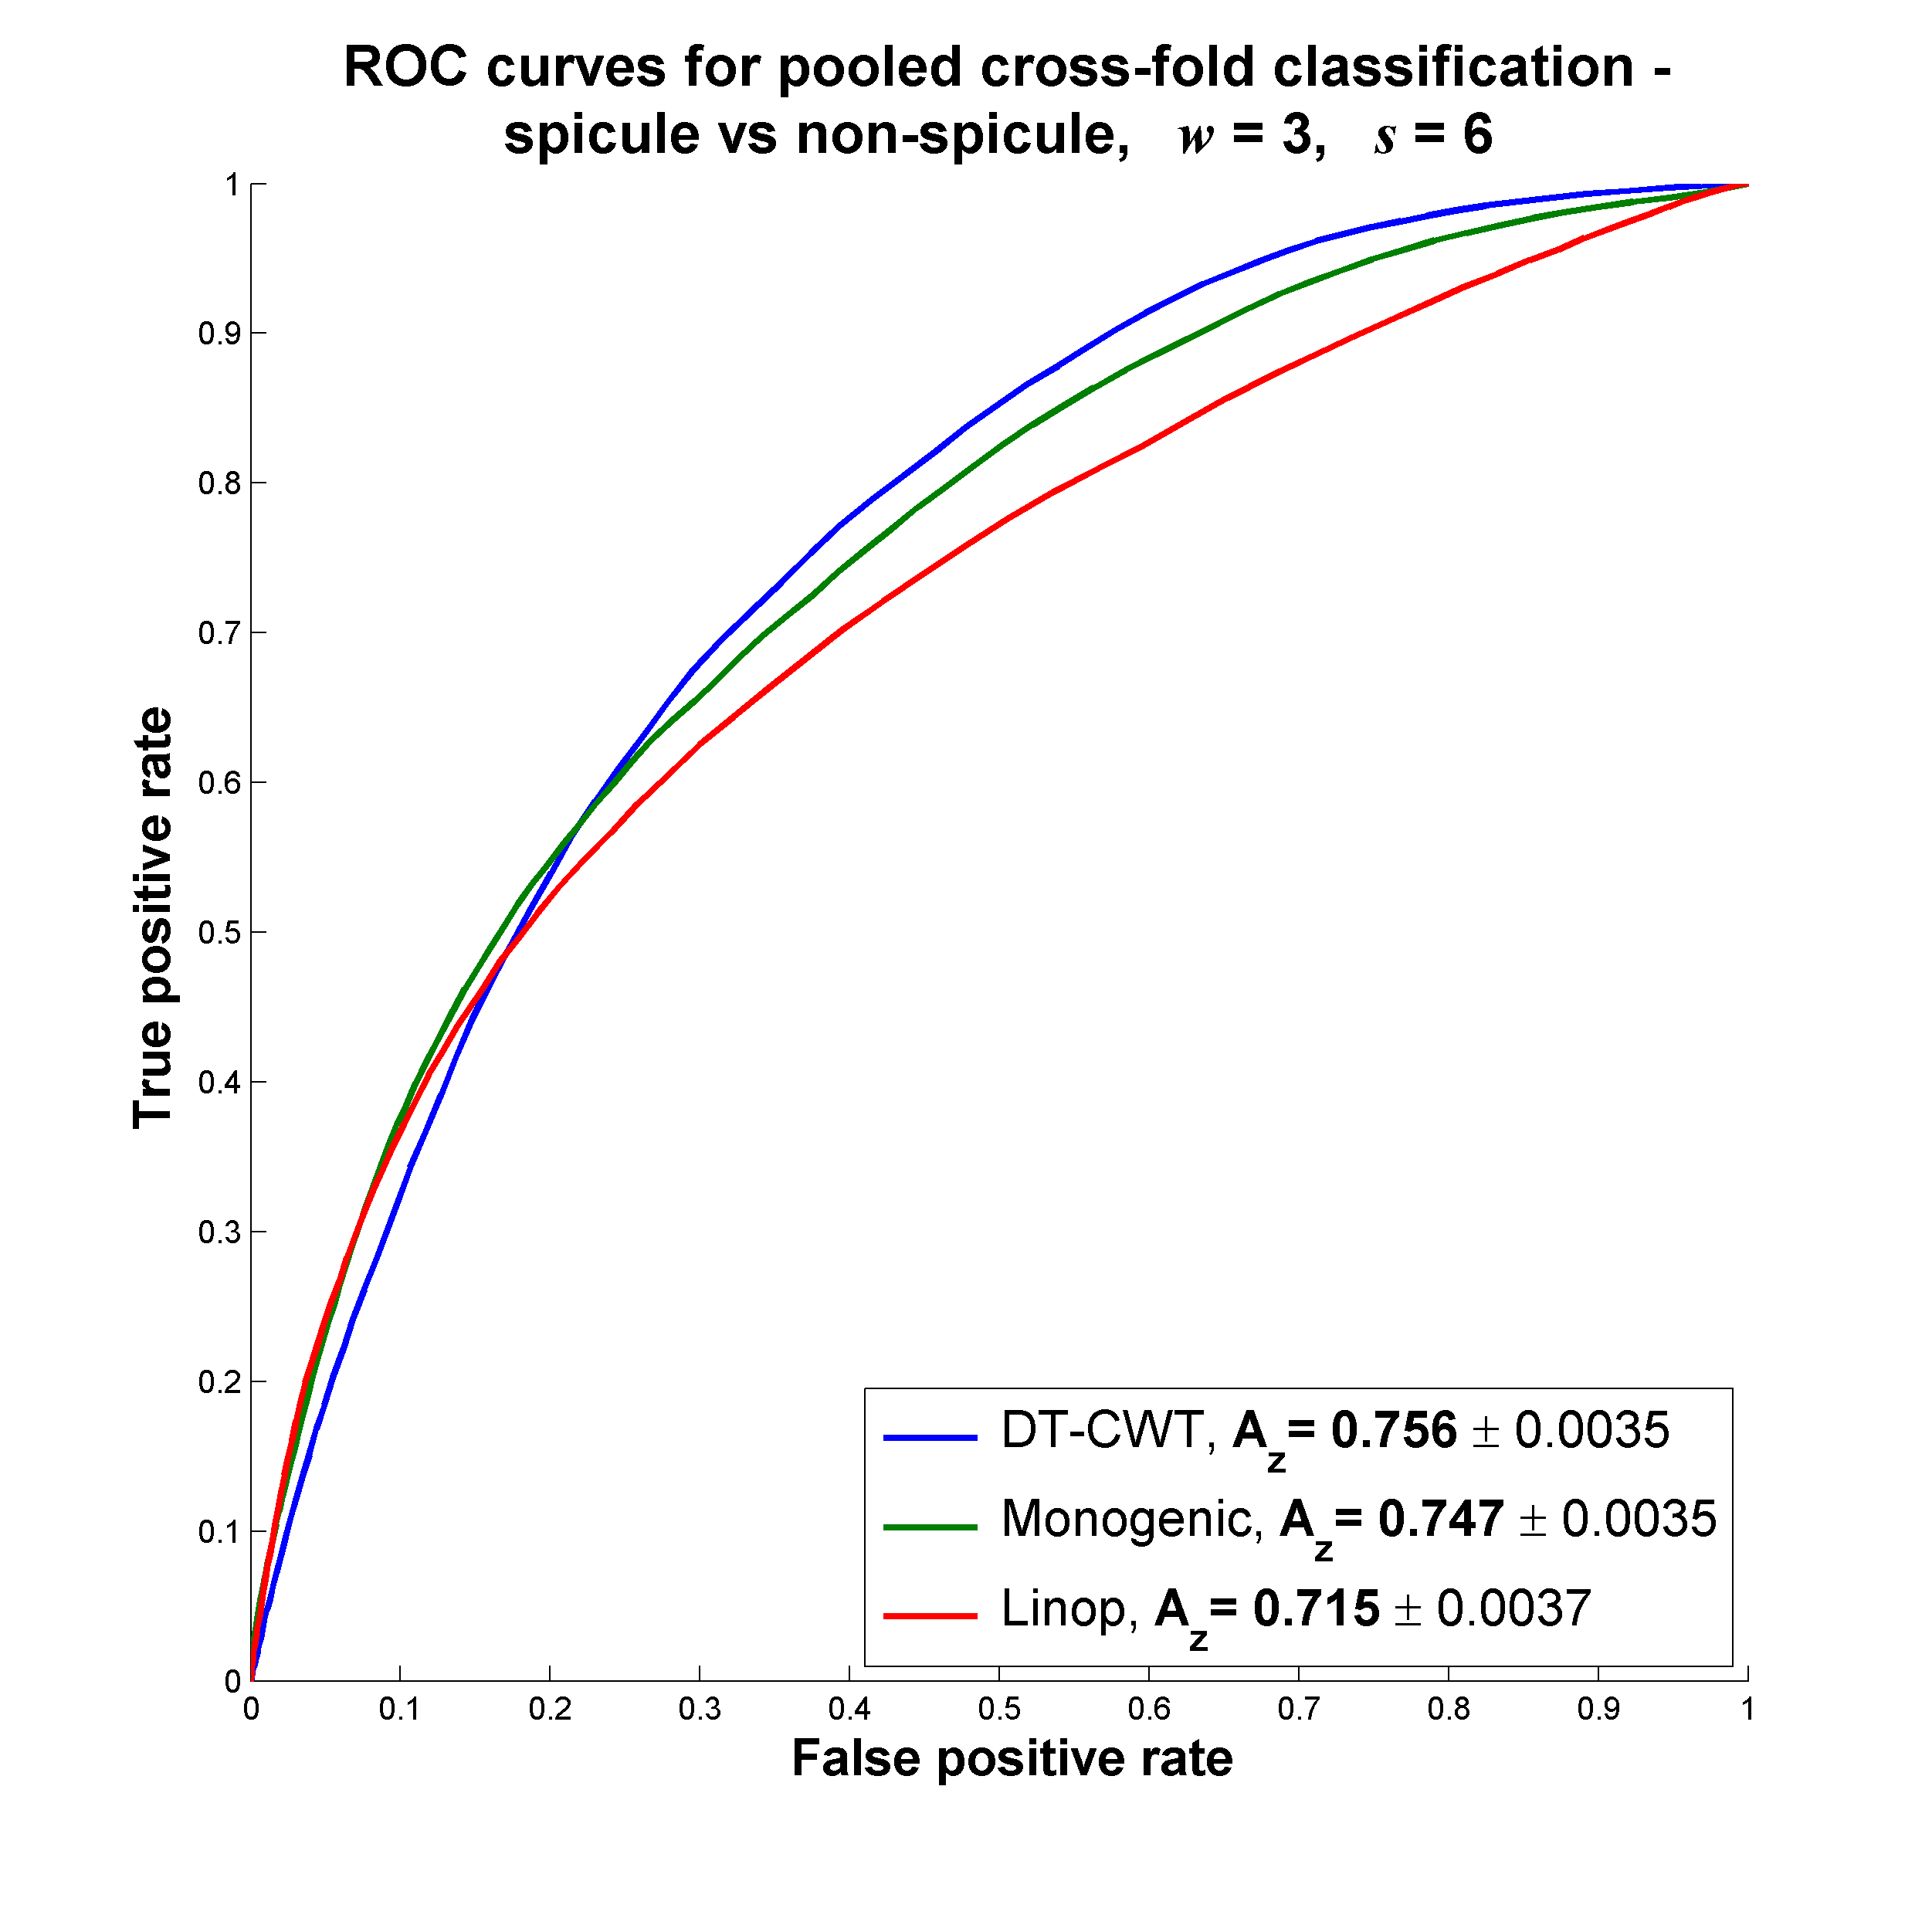 ROC curves for pooled cross-fold classification -
spicule vs non-spicule, w = 3, s = 6
1
0.9
0.8
0.7
0.6
0.5
0.4
0.3
0.2
0.1
0
True positive rate
DT-CWT, Az= 0.756 ± 0.0035
Monogenic, Az= 0.747 ± 0.0035
Linop, Az= 0.715 ± 0.0037
0 0.1 0.2 0.3 0.4 0.5 0.6 0.7 0.8 0.9 1
False positive rate